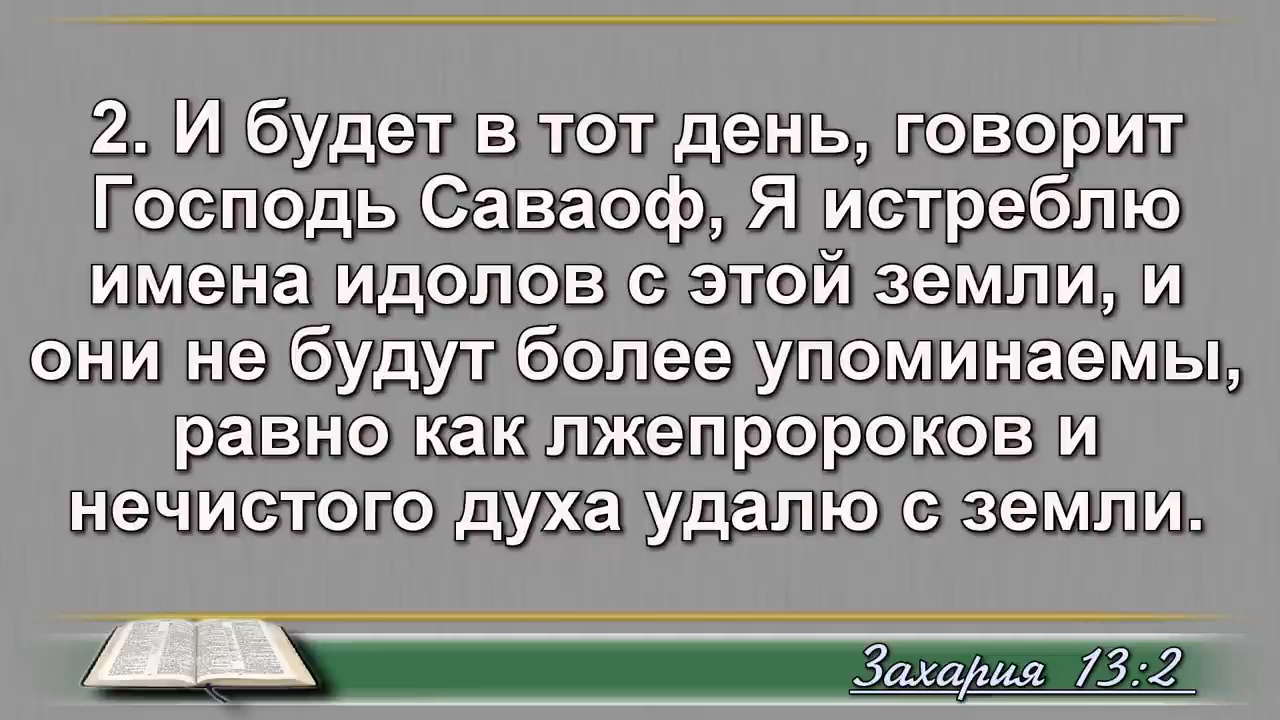 2. И будет в тот день, говорит
Господь Саваоф, Я истреблю
имена идолов с этой земли, и
они не будут более упоминаемы,
равно как лжепророков и
нечистого духа удалю с земли.
Захария 13:2